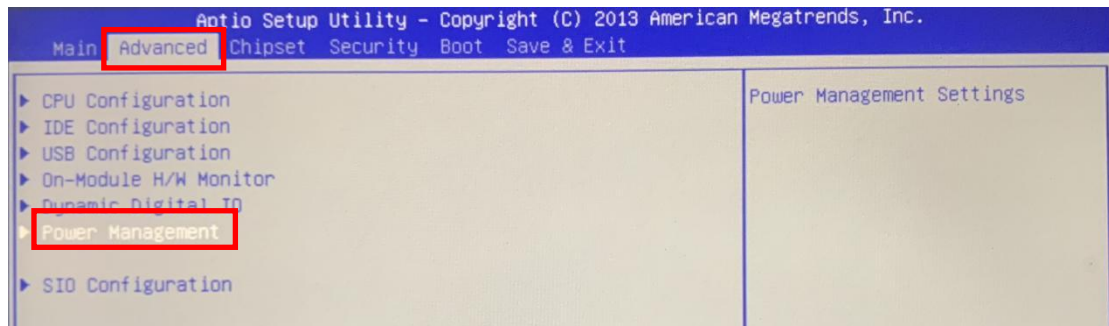 Aptio Setup Utility – Copyright (C) 2013 American Megatrends, Inc.
Main Advanced Chipset Security Boot Save & Exit
CPU Configuration
IDE Configuration
USB Configuration
On-Module H/W Monitor
Dynamic Digital IO
Power Management
SIO Configuration
Power Management Settings